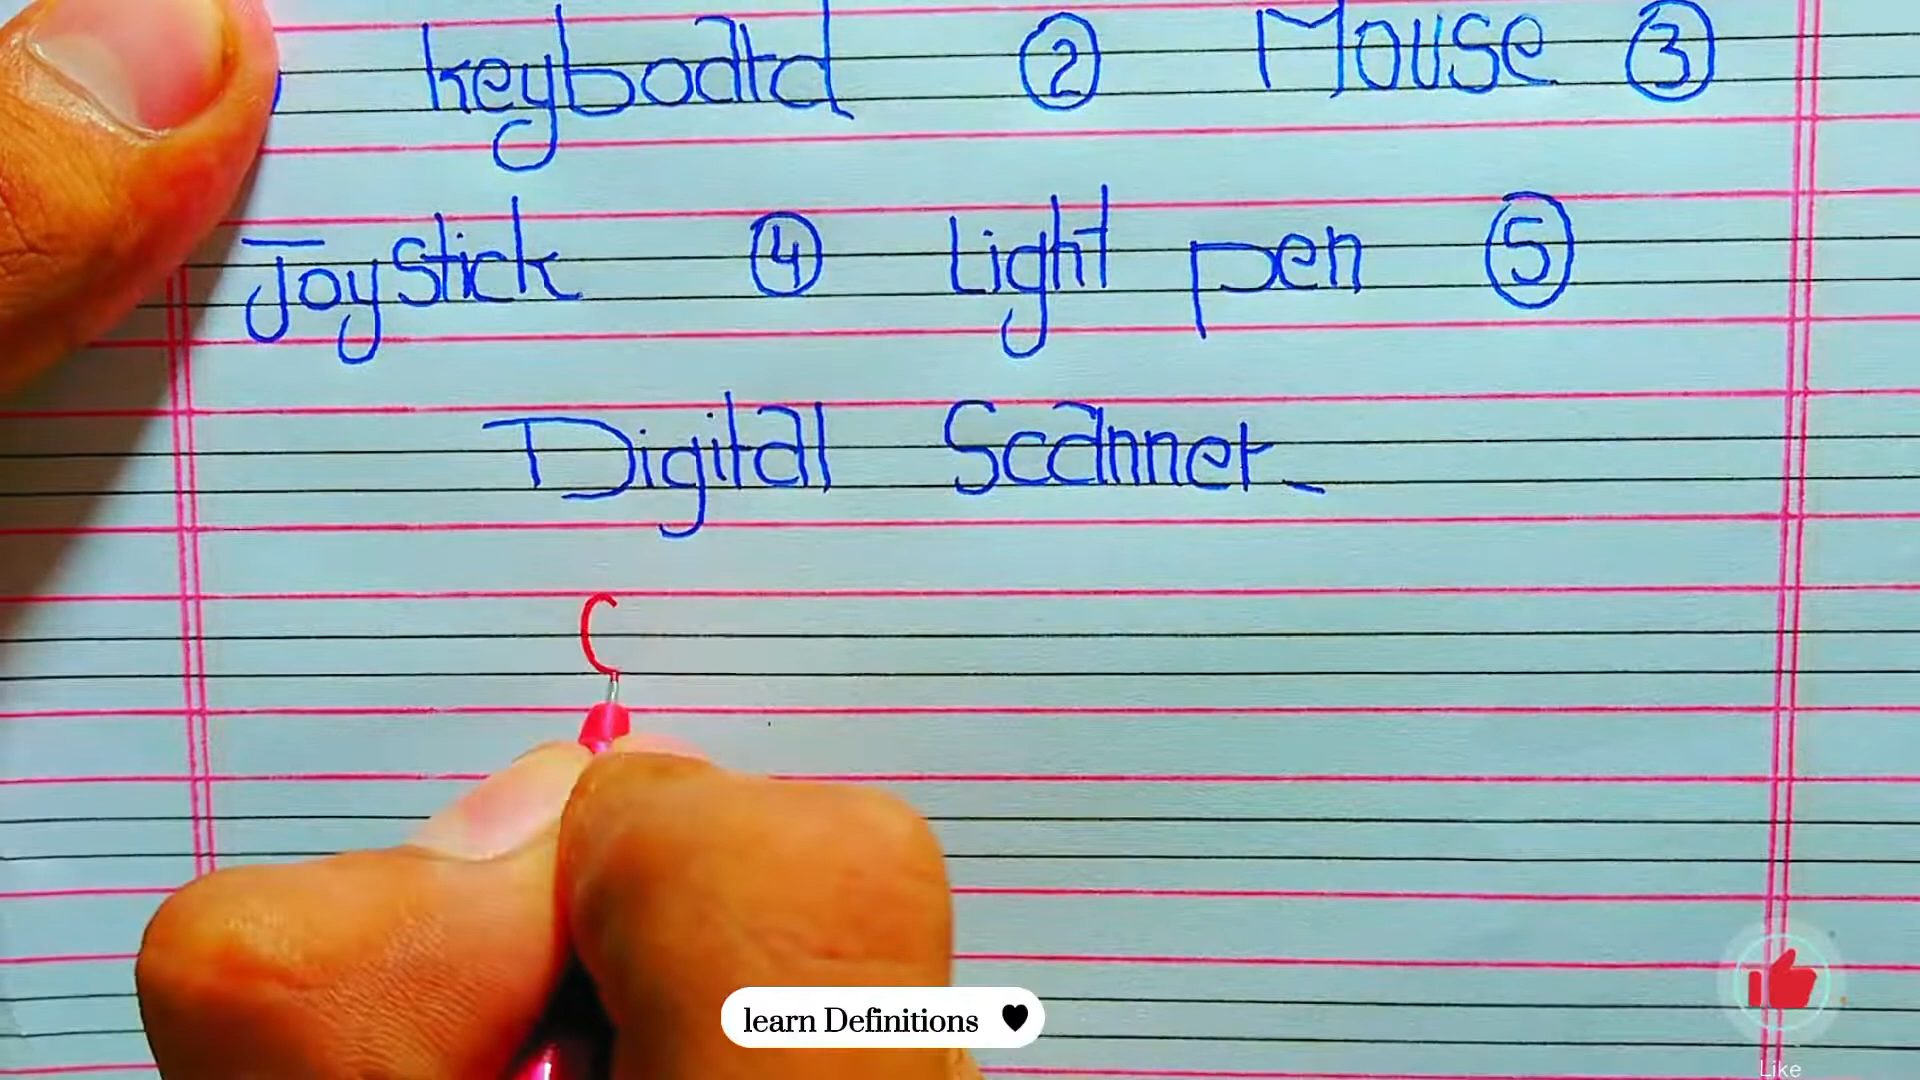 keyboard ② Mouse ③
Joystick ④ Light pen ⑤
Digital Scanner
C
learn Definitions
Like